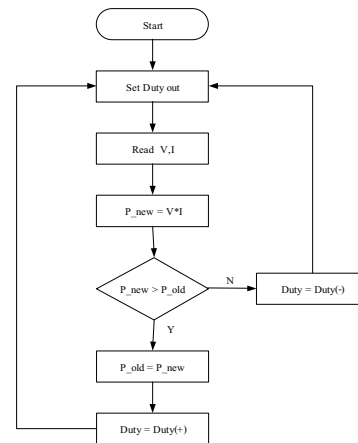 Start
Set Duty out
Read V,I
P_new = V*I
P_new > P_old
N
Duty = Duty(-)
Y
P_old = P_new
Duty = Duty(+)